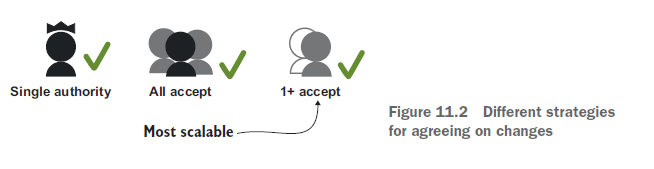 Single authority
All accept
1+ accept
Most scalable
Figure 11.2 Different strategies
for agreeing on changes